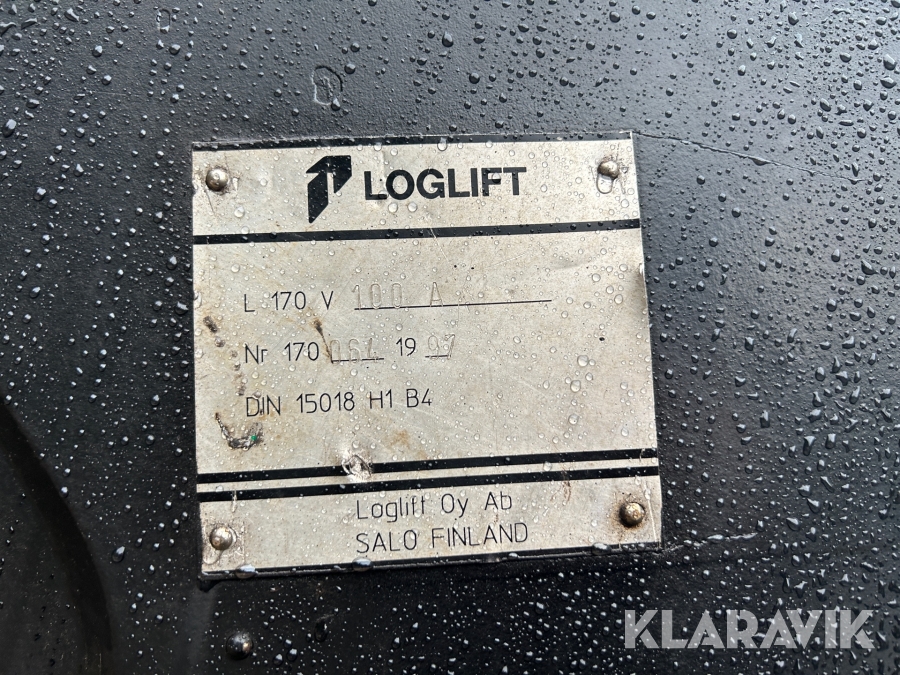 LOGLIFT
L 170 V 100 A
Nr 170 064 19 97
DIN 15018 H1 B4
Loglift Oy Ab
SALO FINLAND
KLARAVIK